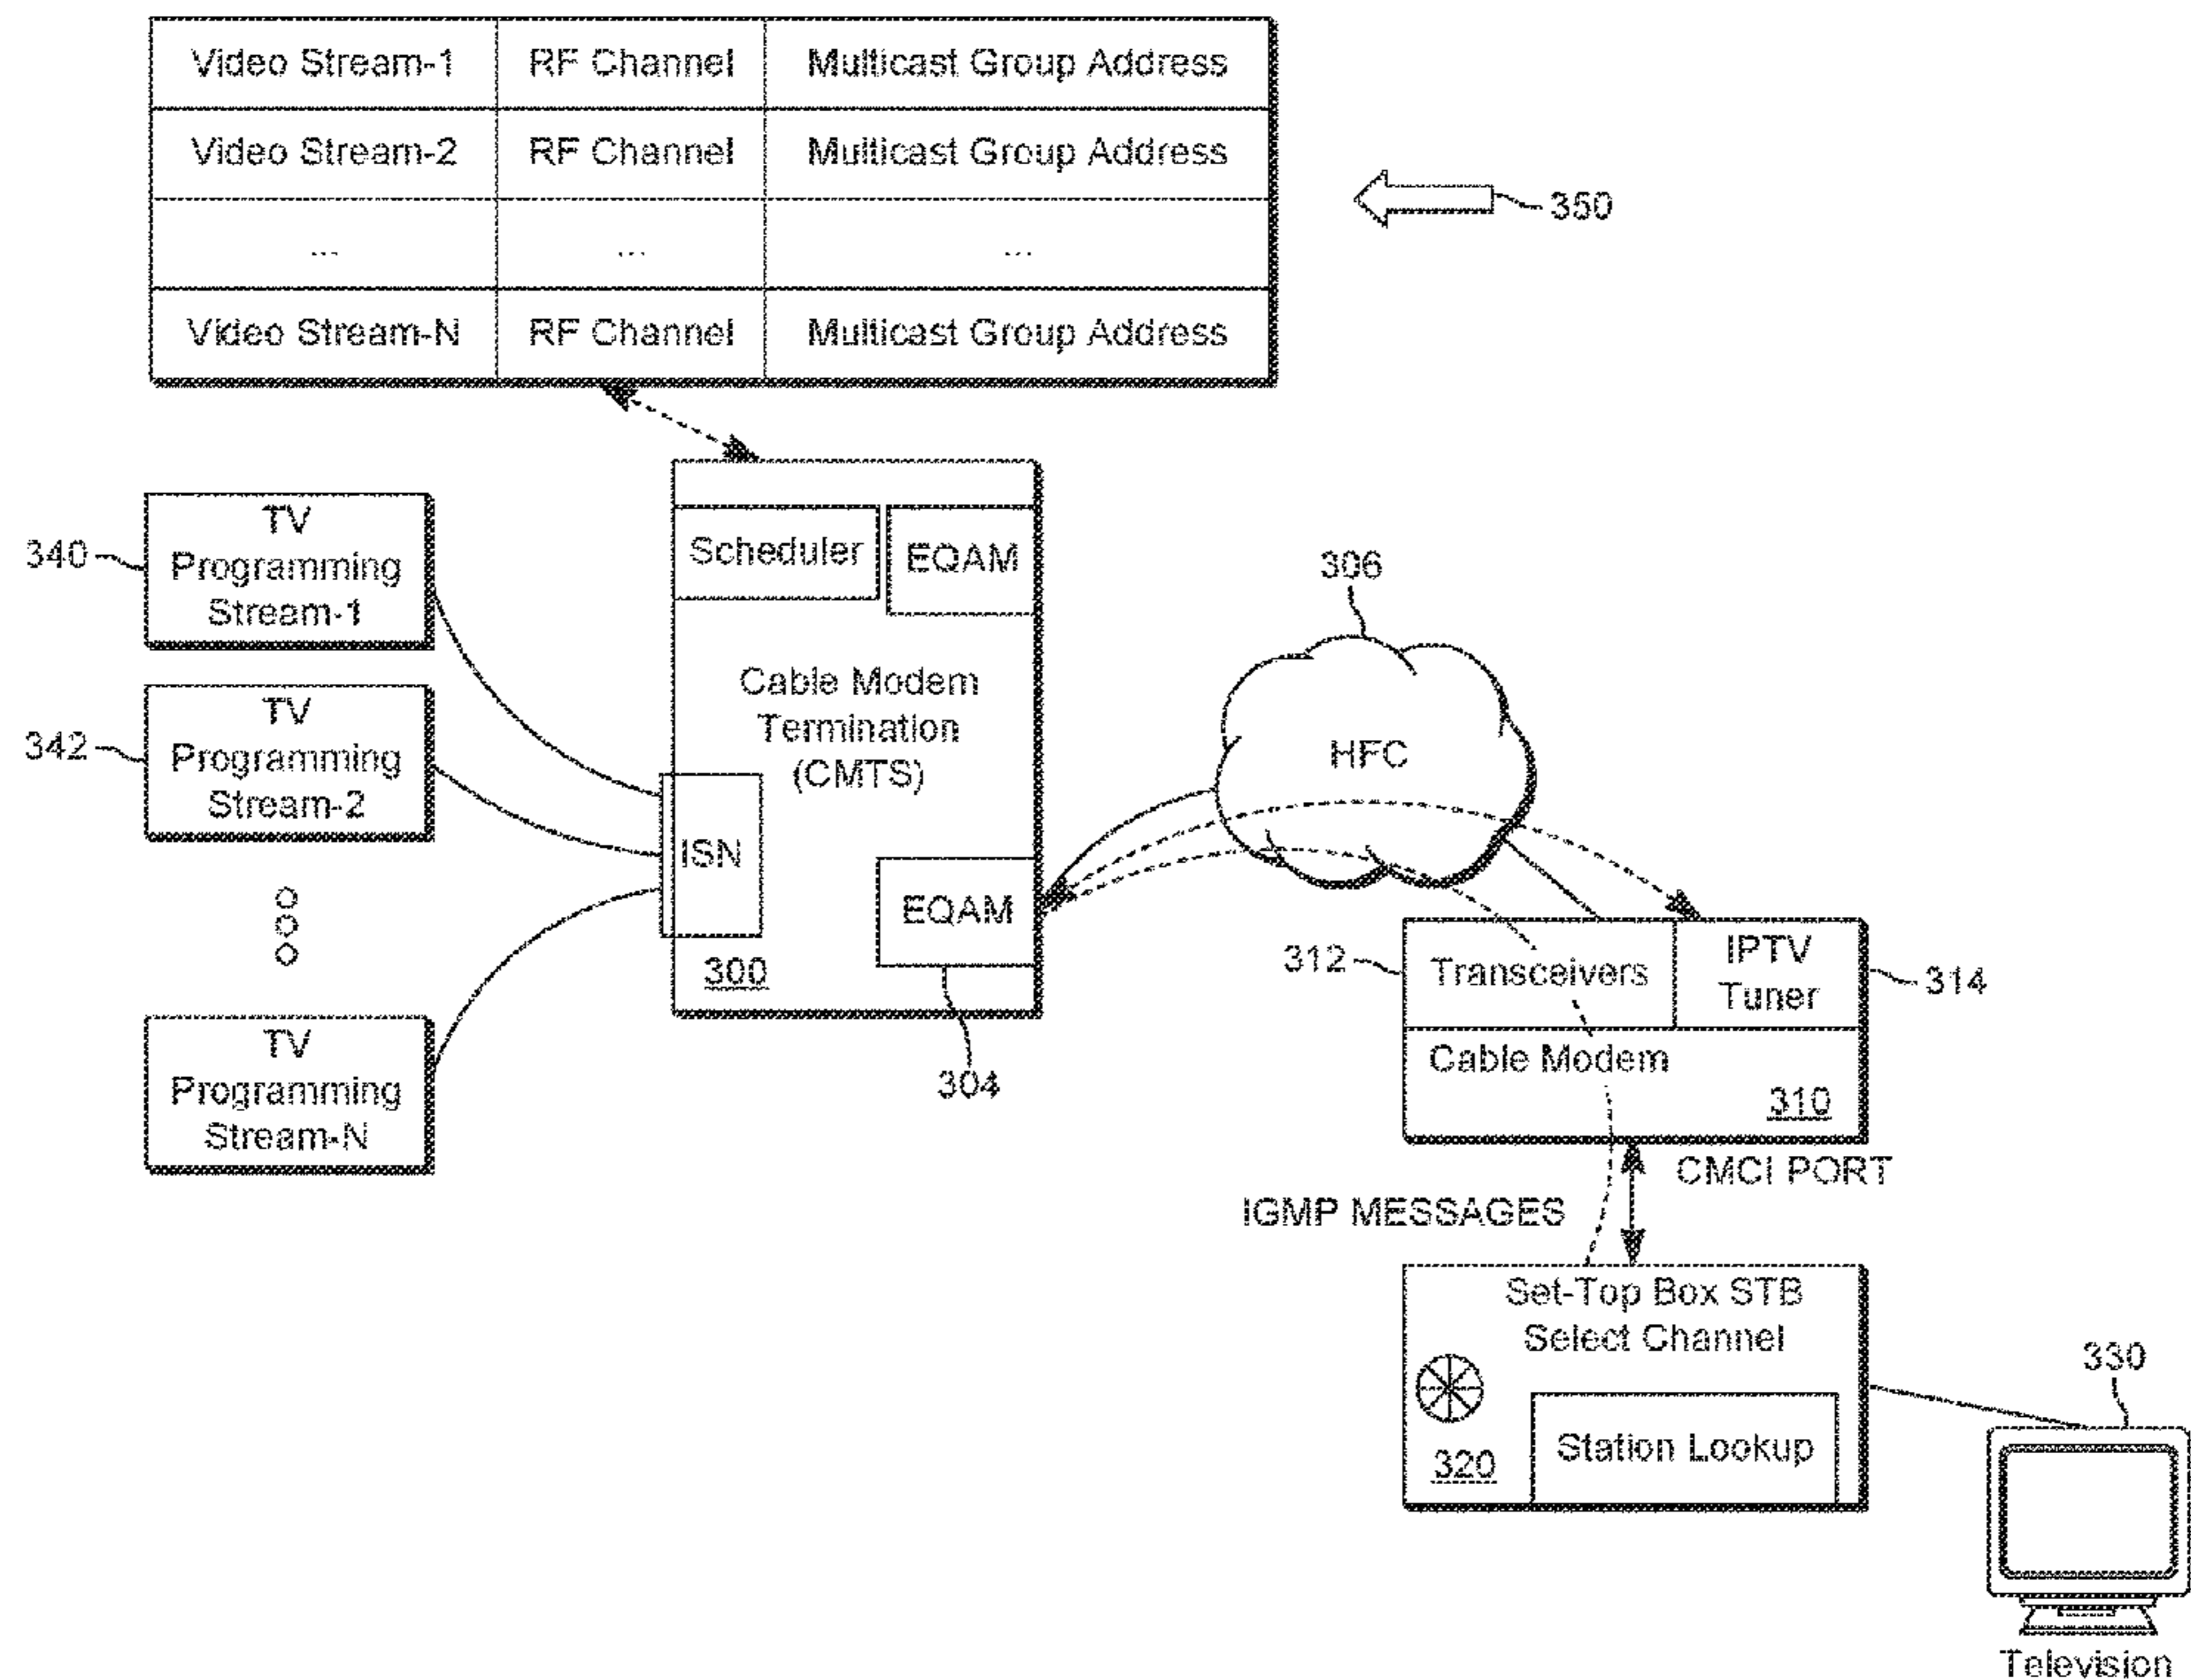 Video Stream-1 RF Channel Multicast Group Address
Video Stream-2 RF Channel Multicast Group Address
... ... ...
Video Stream-N RF Channel Multicast Group Address
350
340
TV
Programming
Stream-1
342
TV
Programming
Stream-2
TV
Programming
Stream-N
Scheduler
EQAM
Cable Modem
Termination
(CMTS)
ISN
EQAM
300
304
306
HFC
312
Transceivers
IPTV
Tuner
314
Cable Modem
310
CMCI PORT
IGMP MESSAGES
Set-Top Box STB
Select Channel
320
Station Lookup
330
Television